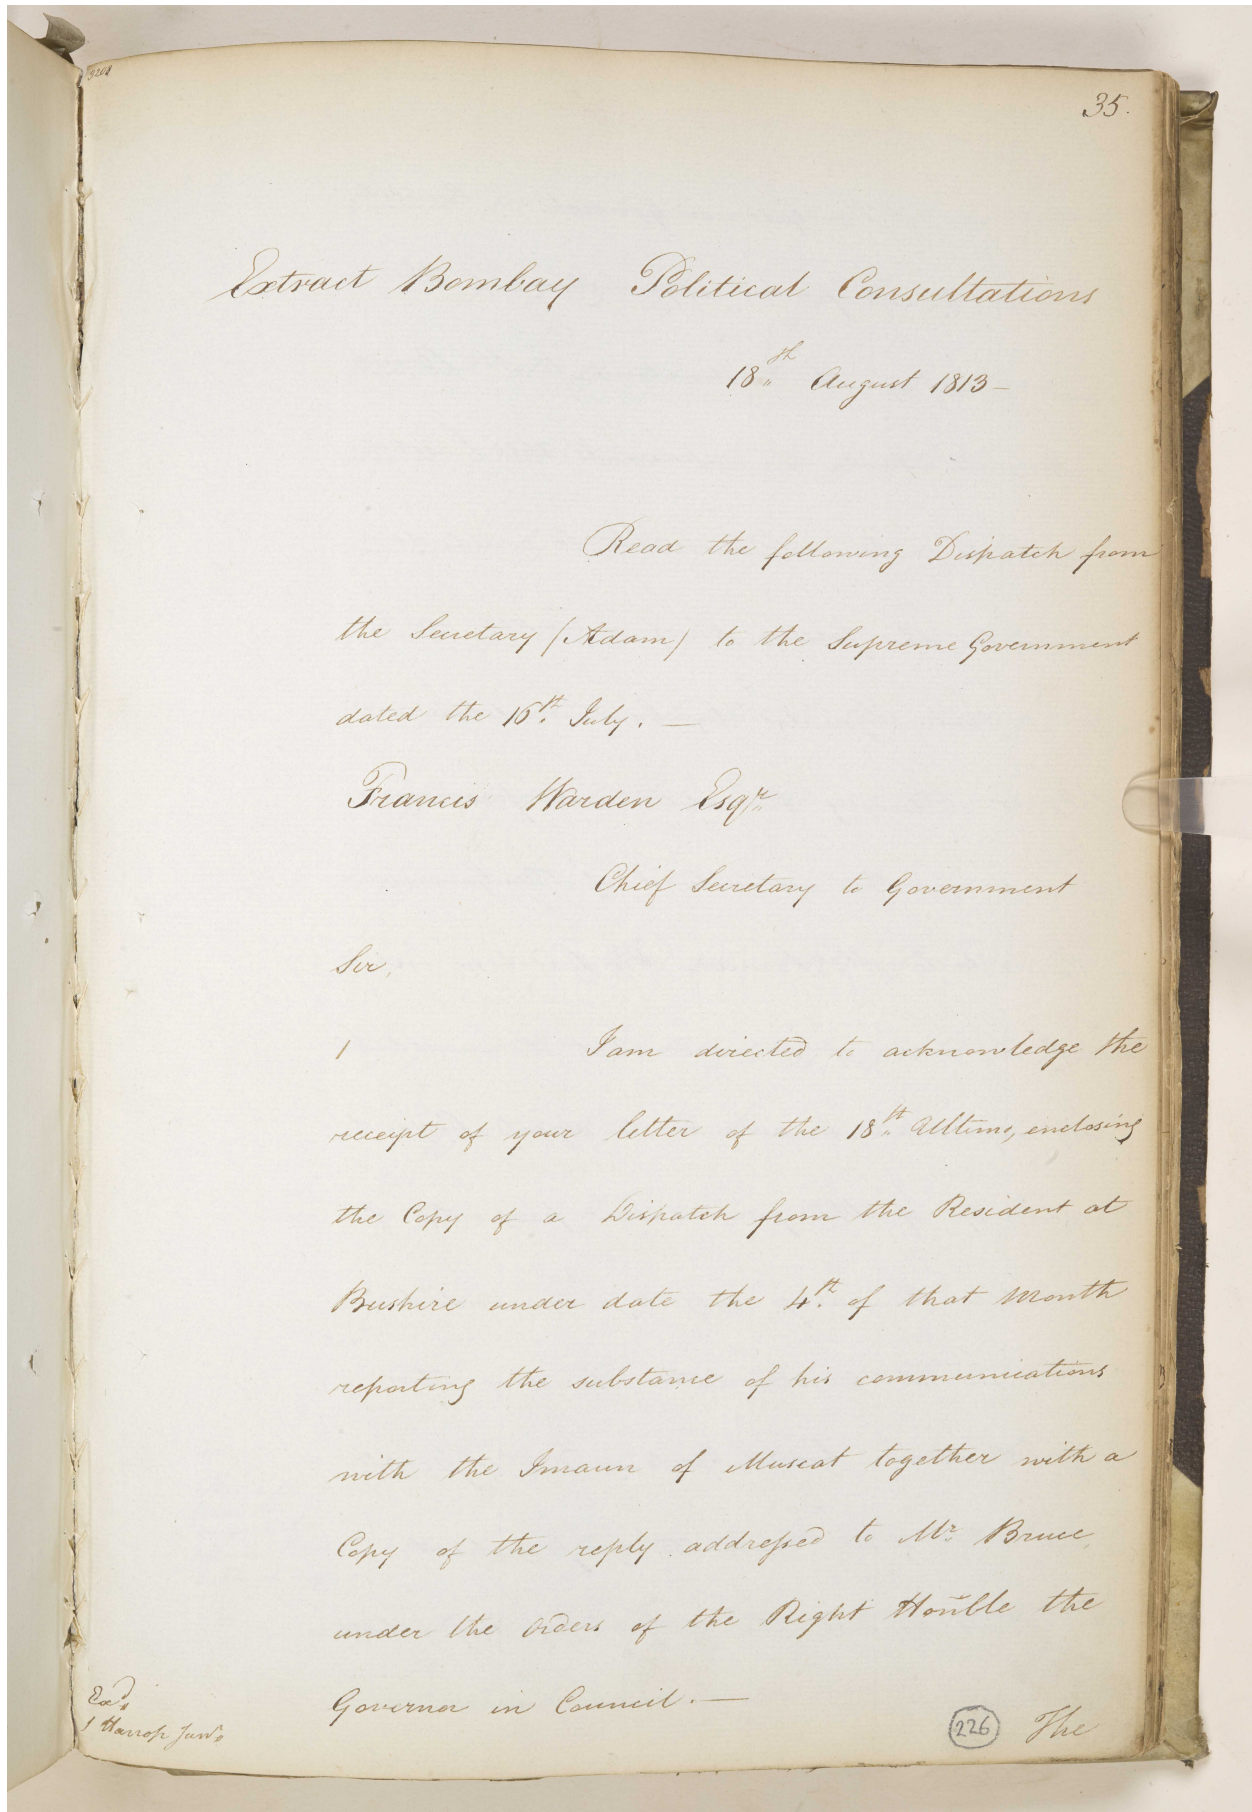 35.
Extract Bombay Political Consultations
18th August 1813 —
Read the following Dispatch from
the Secretary (Adam) to the Supreme Government
dated the 16th July. —
Francis Warden Esqr.
Chief Secretary to Government
Sir,
1 I am directed to acknowledge the
receipt of your letter of the 18th Ultimo, enclosing
the Copy of a Dispatch from the Resident at
Bushire under date the 4th of that Month
reporting the substance of his communications
with the Imaun of Muscat together with a
Copy of the reply addressed to Mr. Bruce,
under the orders of the Right Honble the
Governor in Council. —
Exd.
J Harrop Junr.
226 The